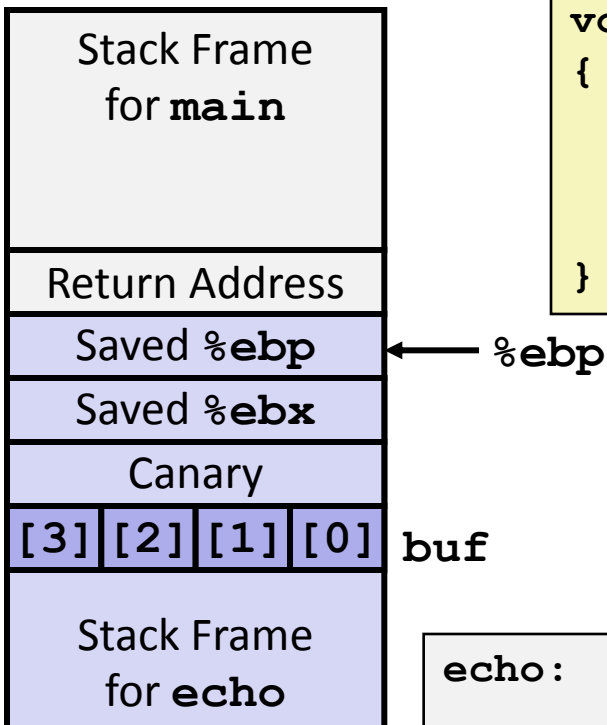 Stack Frame
for main
Return Address
Saved %ebp
%ebp
Saved %ebx
Canary
[3] [2] [1] [0]
buf
Stack Frame
for echo
{
}
echo: